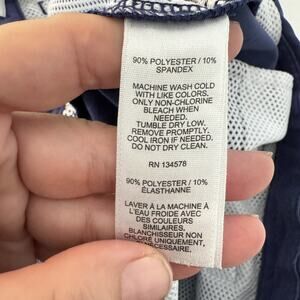 90% POLYESTER / 10%
SPANDEX
MACHINE WASH COLD
WITH LIKE COLORS.
ONLY NON-CHLORINE
BLEACH WHEN
NEEDED.
TUMBLE DRY LOW.
REMOVE PROMPTLY.
COOL IRON IF NEEDED.
DO NOT DRY CLEAN.
RN 134578
90% POLYESTER / 10%
ÉLASTHANNE
LAVER À LA MACHINE À
L'EAU FROIDE AVEC
DES COULEURS
SIMILAIRES.
BLANCHISSEUR NON
CHLORÉ UNIQUEMENT,
NÉCESSAIRE.